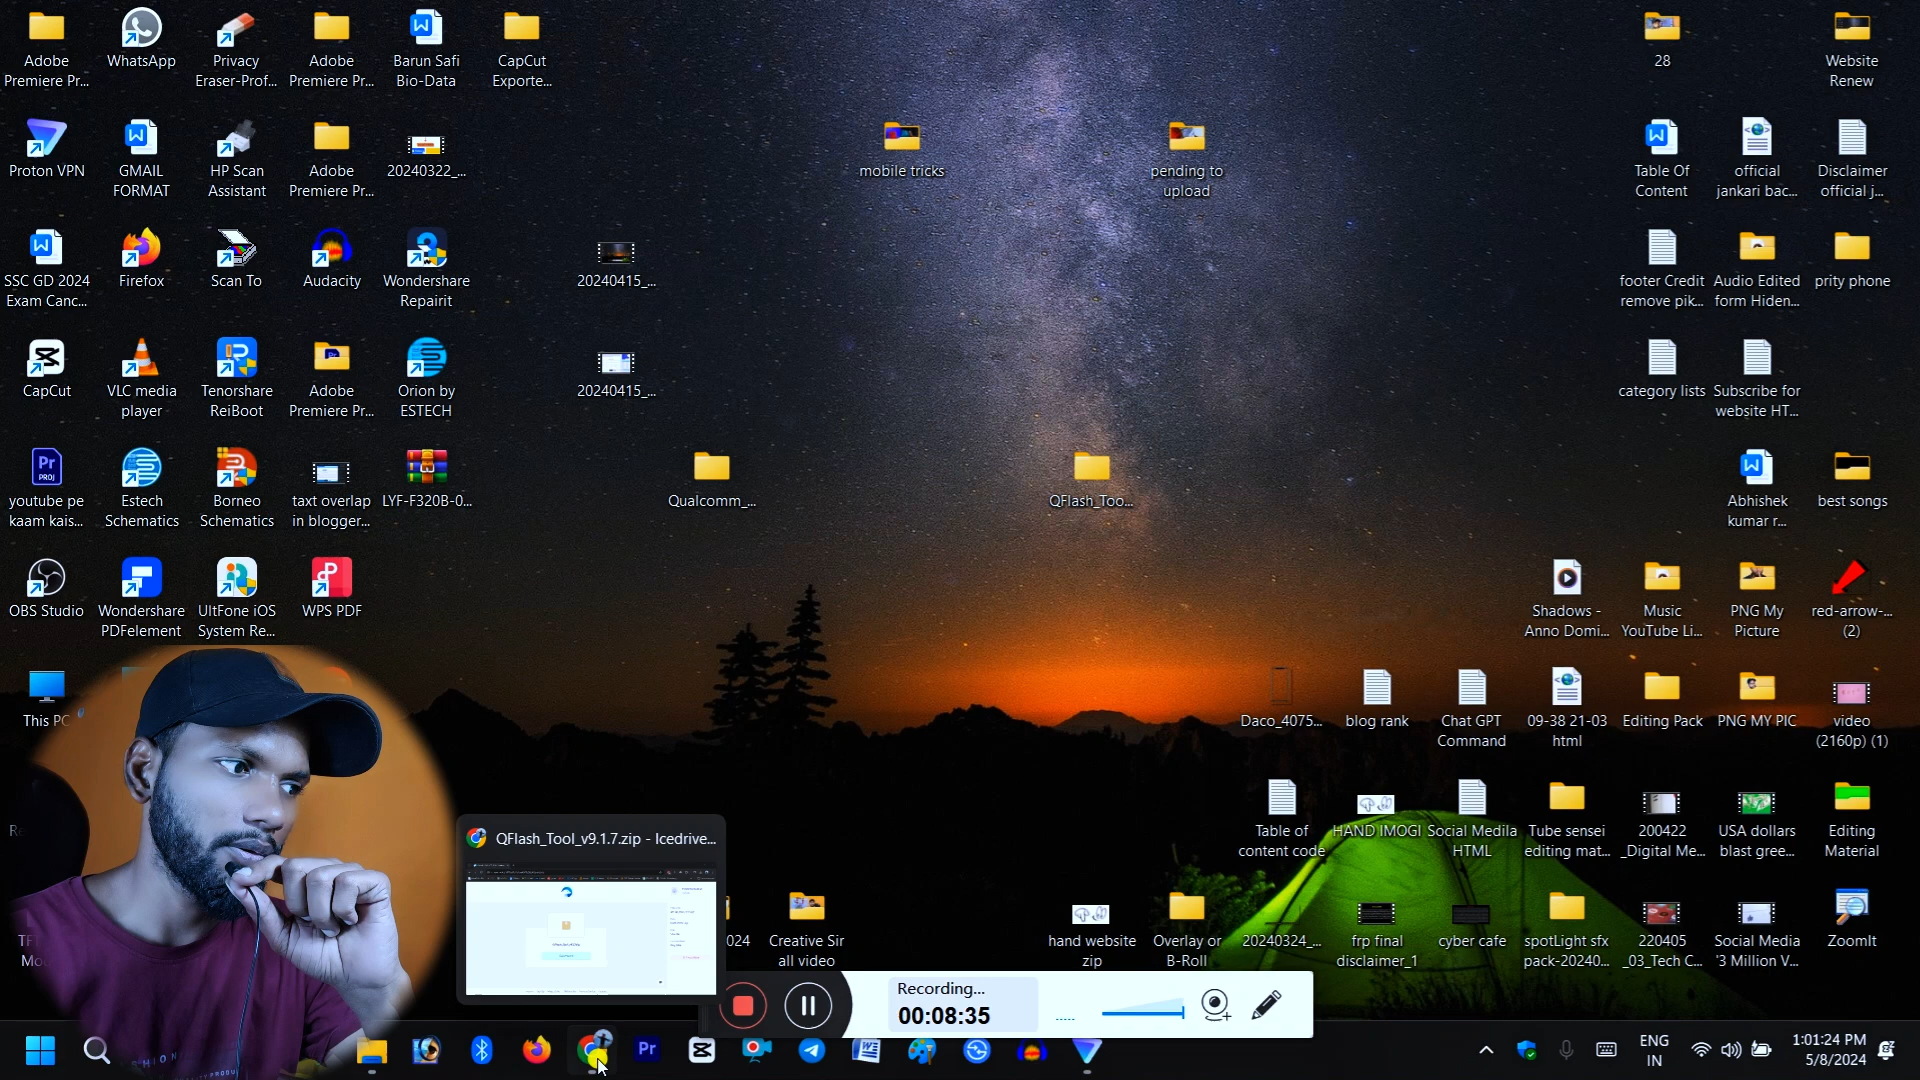 Adobe
Premiere Pr...
WhatsApp
Privacy
Eraser-Prof...
Adobe
Premiere Pr...
Barun Safi
Bio-Data
CapCut
Exporte...
28
Website
Renew
Proton VPN
GMAIL
FORMAT
HP Scan
Assistant
Adobe
Premiere Pr...
20240322_...
mobile tricks
pending to
upload
Table Of
Content
official
jankari bac...
Disclaimer
official j...
SSC GD 2024
Exam Canc...
Firefox
Scan To
Audacity
Wondershare
Repairit
20240415_...
footer Credit
remove pik...
Audio Edited
form Hiden...
prity phone
CapCut
VLC media
player
Tenorshare
ReiBoot
Adobe
Premiere Pr...
Orion by
ESTECH
20240415_...
category lists
Subscribe for
website HT...
youtube pe
kaam kais...
Estech
Schematics
Borneo
Schematics
taxt overlap
in blogger...
LYF-F320B-0...
Qualcomm_...
QFlash_Too...
Abhishek
kumar r...
best songs
OBS Studio
Wondershare
PDFelement
UltFone iOS
System Re...
WPS PDF
Shadows -
Anno Domi...
Music
YouTube Li...
PNG My
Picture
red-arrow-...
(2)
This PC
Daco_4075...
blog rank
Chat GPT
Command
09-38 21-03
html
Editing Pack
PNG MY PIC
video
(2160p) (1)
Table of
content code
HAND IMOGI
Social Medila
HTML
Tube sensei
editing mat...
200422
_Digital Me...
USA dollars
blast gree...
Editing
Material
QFlash_Tool_v9.1.7.zip - Icedrive...
024
Creative Sir
all video
hand website
zip
Overlay or
B-Roll
20240324_...
frp final
disclaimer_1
cyber cafe
spotLight sfx
pack-20240...
220405
_03_Tech C...
Social Media
'3 Million V...
ZoomIt
Recording...
00:08:35
Pr
ENG
IN
1:01:24 PM
5/8/2024